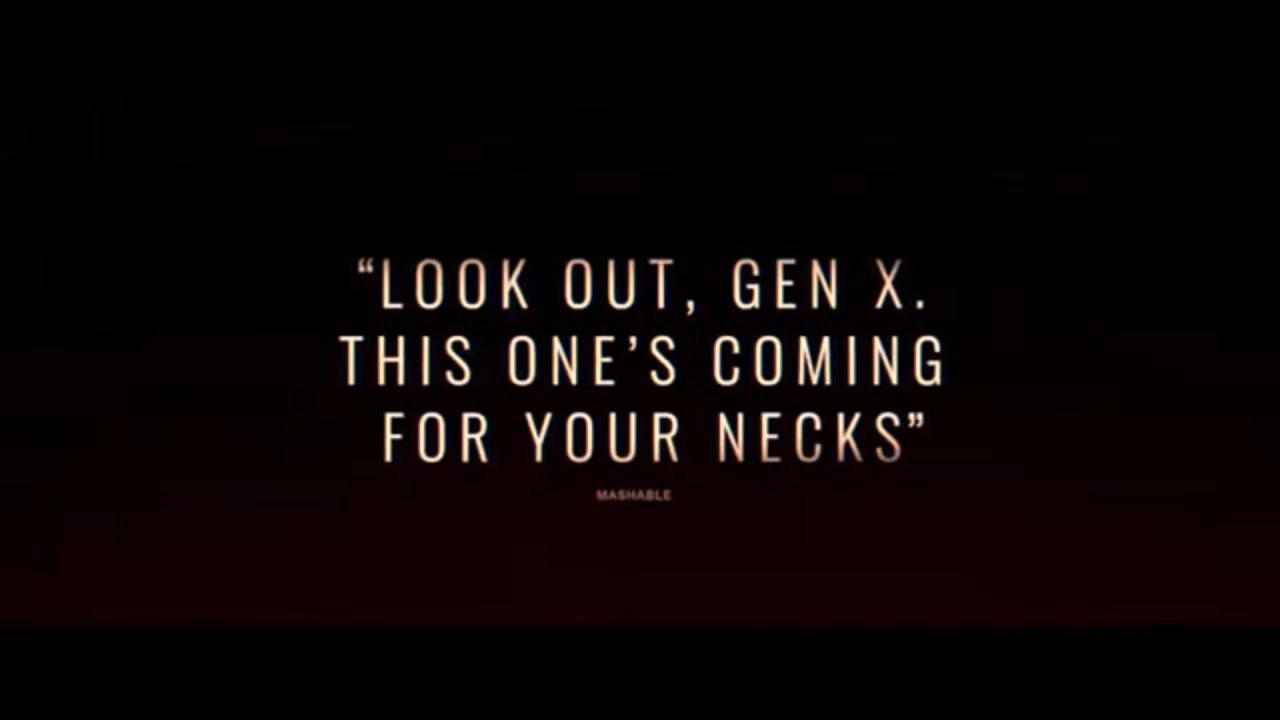 “LOOK OUT, GEN X.
THIS ONE’S COMING
FOR YOUR NECKS”
MASHABLE